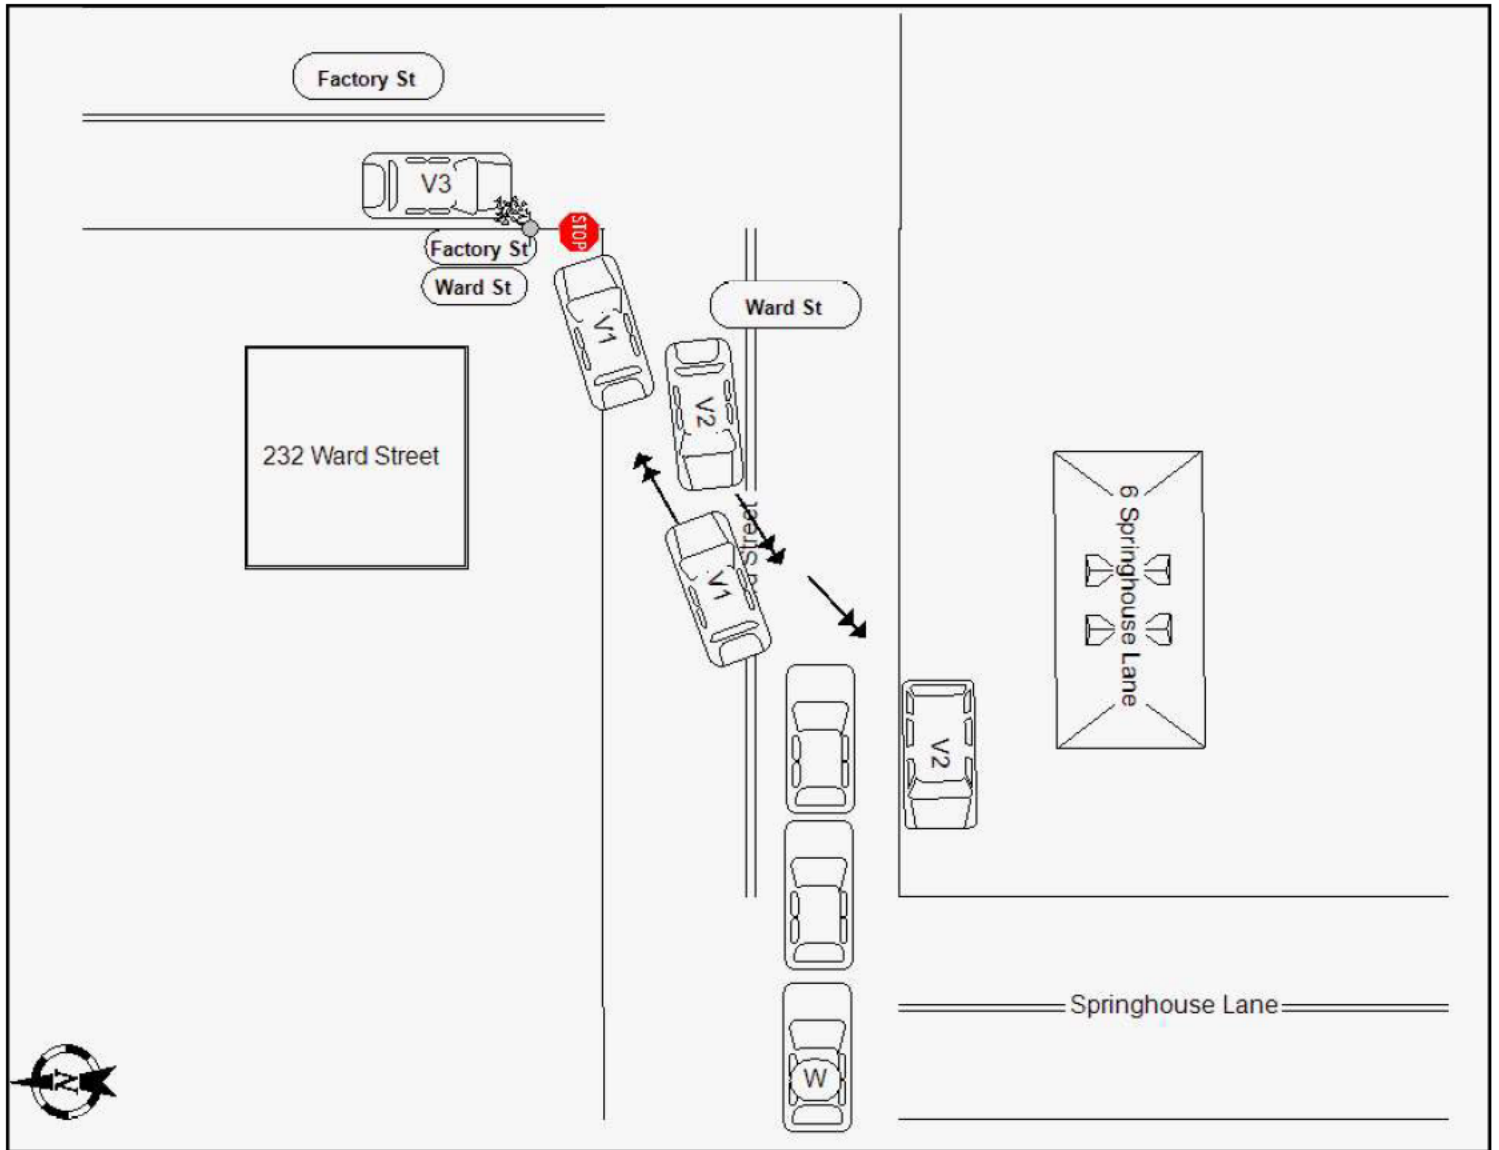 Factory St
V3
STOP
Factory St
Ward St
V1
Ward St
V2
232 Ward Street
Street
V1
6 Springhouse Lane
V2
Springhouse Lane
W
N